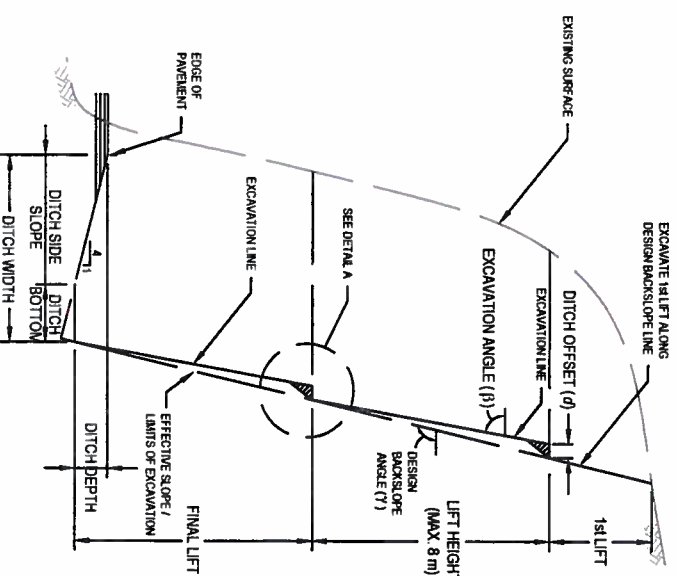 EXISTING SURFACE
EXCAVATE 1st LIFT ALONG
DESIGN BACKSLOPE LINE
DITCH OFFSET (d)
EXCAVATION LINE
EXCAVATION ANGLE (β)
1st LIFT
LIFT HEIGHT
(MAX. 8 m)
DESIGN
BACKSLOPE
ANGLE (Y)
SEE DETAIL A
EXCAVATION LINE
EDGE OF
PAVEMENT
4
1
DITCH SIDE
SLOPE
DITCH
BOTTOM
DITCH WIDTH
DITCH DEPTH
EFFECTIVE SLOPE /
LIMITS OF EXCAVATION
FINAL LIFT